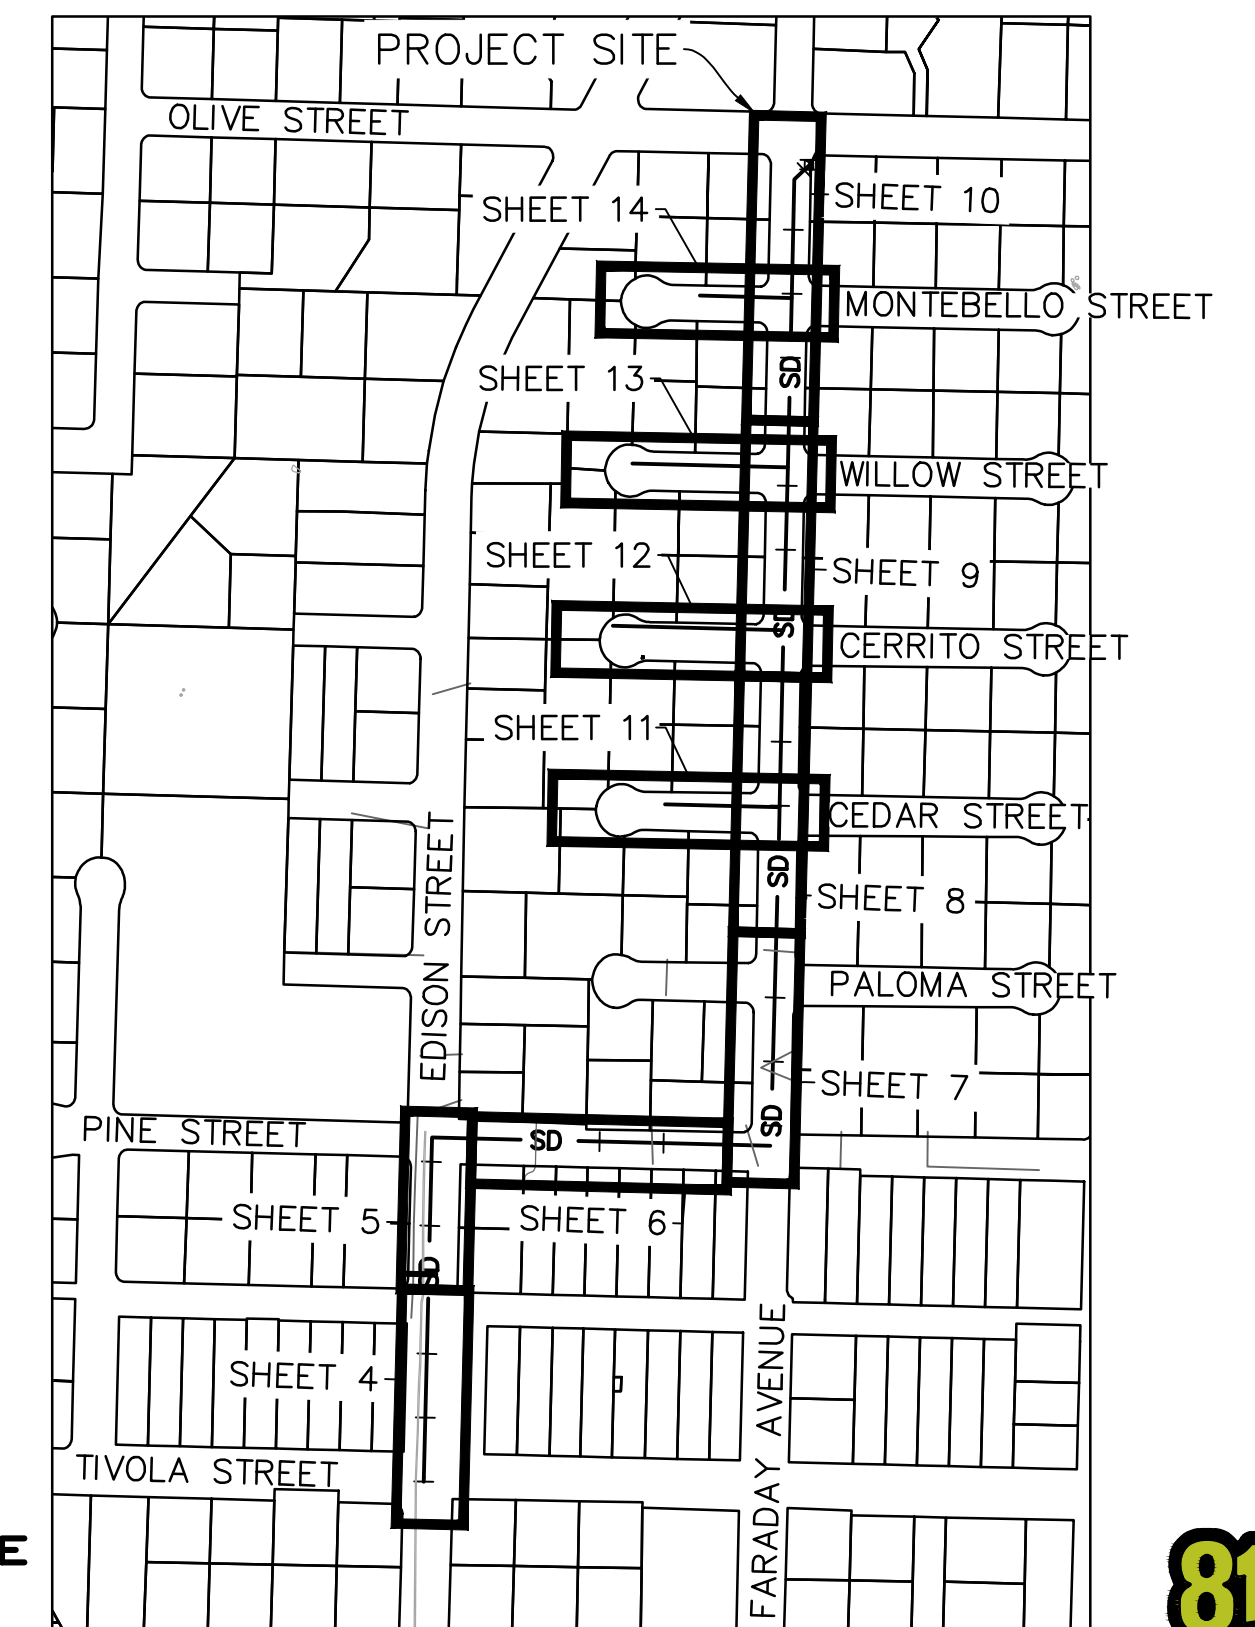 PROJECT SITE
OLIVE STREET
SHEET 14
SHEET 10
MONTEBELLO STREET
SHEET 13
SD
WILLOW STREET
SHEET 12
SHEET 9
SD
CERRITO STREET
SHEET 11
CEDAR STREET
EDISON STREET
SD
SHEET 8
PALOMA STREET
SHEET 7
PINE STREET
SD
SD
SHEET 5
SHEET 6
SD
SHEET 4
FARADAY AVENUE
TIVOLA STREET
E
81